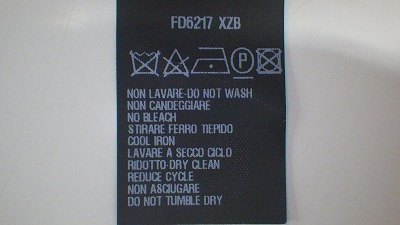 FD6217 XZB
P
NON LAVARE-DO NOT WASH
NON CANDEGGIARE
NO BLEACH
STIRARE FERRO TIEPIDO
COOL IRON
LAVARE A SECCO CICLO
RIDOTTO-DRY CLEAN
REDUCE CYCLE
NON ASCIUGARE
DO NOT TUMBLE DRY